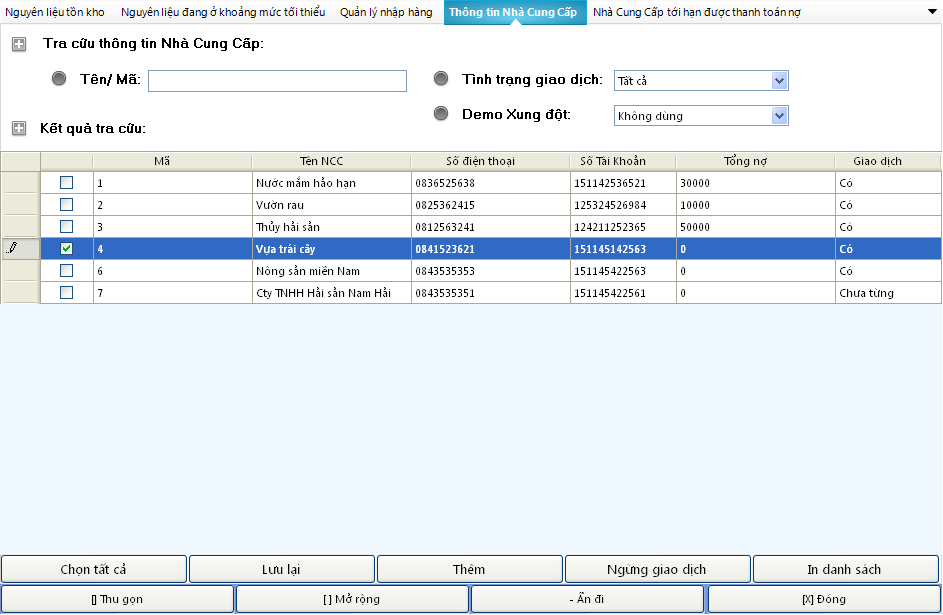 Nguyên liệu tồn kho Nguyên liệu đang ở khoảng mức tối thiểu Quản lý nhập hàng Thông tin Nhà Cung Cấp Nhà Cung Cấp tới hạn được thanh toán nợ
Tra cứu thông tin Nhà Cung Cấp:
Tên/ Mã: Tình trạng giao dịch: Tất cả
Demo Xung đột: Không dùng
Kết quả tra cứu:
Mã Tên NCC Số điện thoại Số Tài Khoản Tổng nợ Giao dịch
1 Nước mắm hảo hạn 0836525638 151142536521 30000 Có
2 Vườn rau 0825362415 125324526984 10000 Có
3 Thủy hải sản 0812563241 124211252365 50000 Có
4 Vựa trái cây 0841523621 151145142563 0 Có
6 Nông sản miền Nam 0843535353 151145422563 0 Có
7 Cty TNHH Hải sản Nam Hải 0843535351 151145422561 0 Chưa từng
Chọn tất cả Lưu lại Thêm Ngừng giao dịch In danh sách
[] Thu gọn [ ] Mở rộng - Ẩn đi [X] Đóng